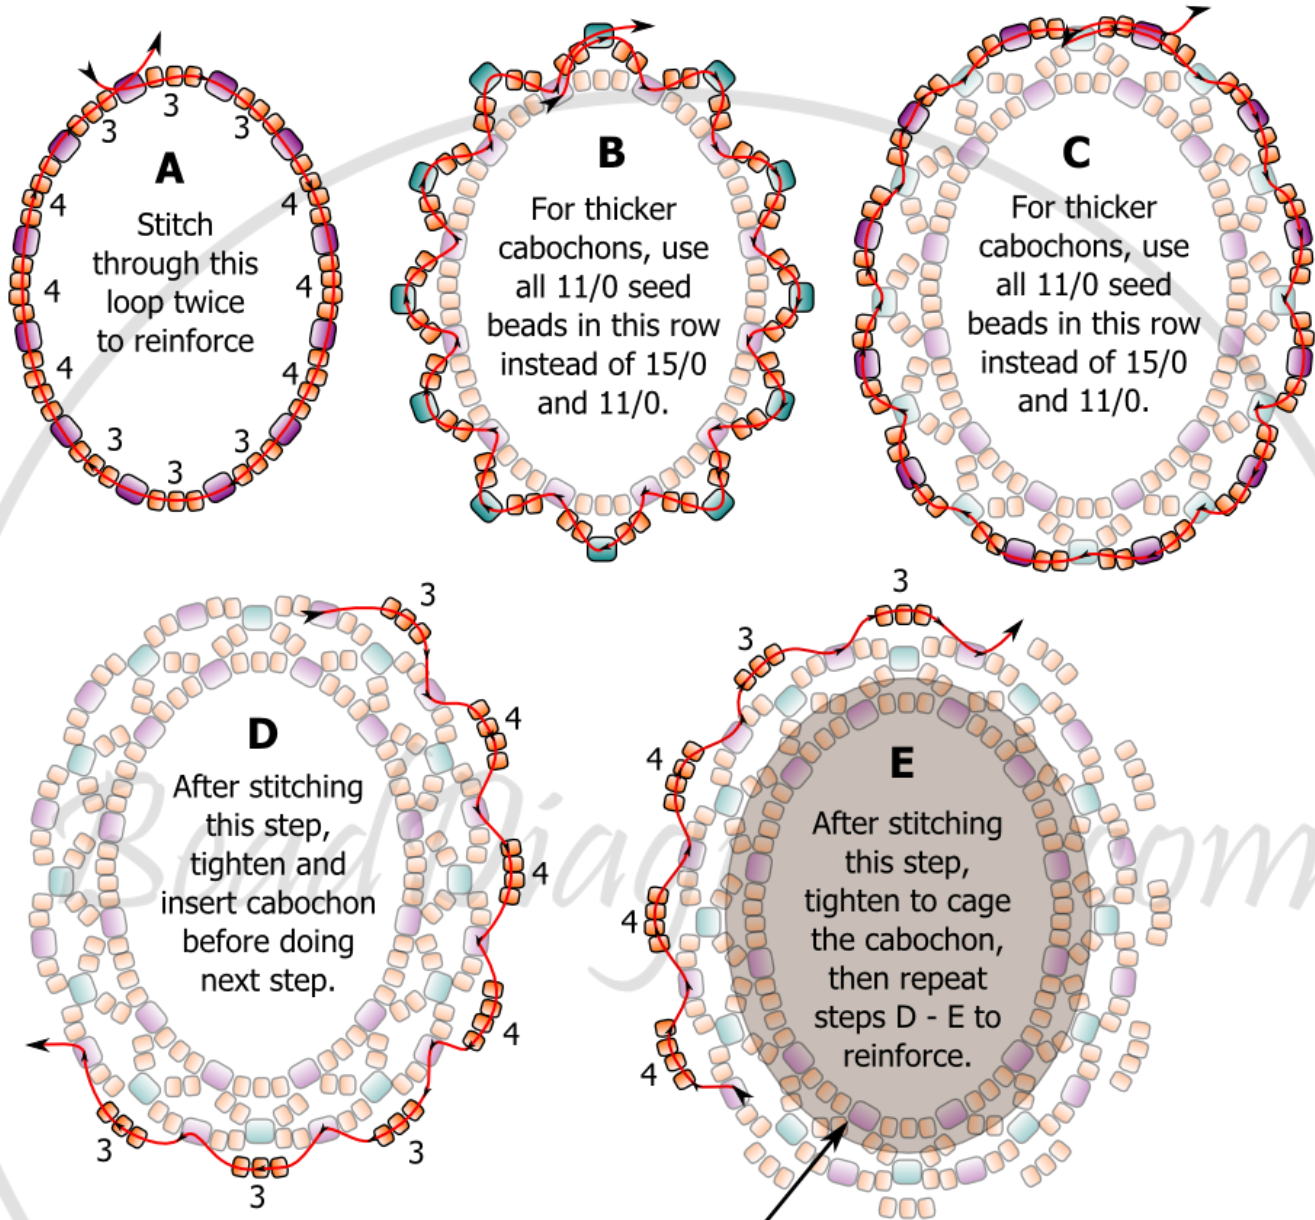 3
3
3
A
4
4
Stitch
through this
loop twice
to reinforce
4
4
4
4
3
3
3
B
For thicker
cabochons, use
all 11/0 seed
beads in this row
instead of 15/0
and 11/0.
C
For thicker
cabochons, use
all 11/0 seed
beads in this row
instead of 15/0
and 11/0.
3
4
D
After stitching
this step,
tighten and
insert cabochon
before doing
next step.
4
4
3
3
3
3
3
4
E
After stitching
this step,
tighten to cage
the cabochon,
then repeat
steps D - E to
reinforce.
4
4